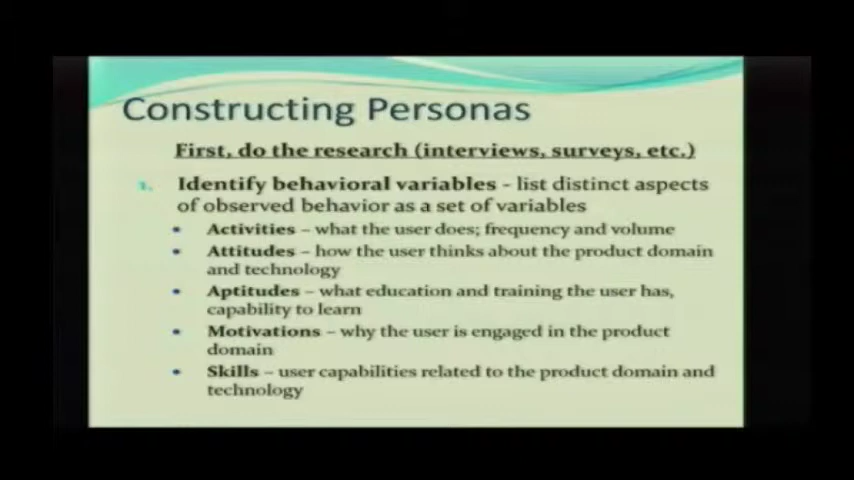 Constructing Personas
First, do the research (interviews, surveys, etc.)
1. Identify behavioral variables - list distinct aspects
of observed behavior as a set of variables
• Activities – what the user does; frequency and volume
• Attitudes – how the user thinks about the product domain
and technology
• Aptitudes – what education and training the user has,
capability to learn
• Motivations – why the user is engaged in the product
domain
• Skills – user capabilities related to the product domain and
technology